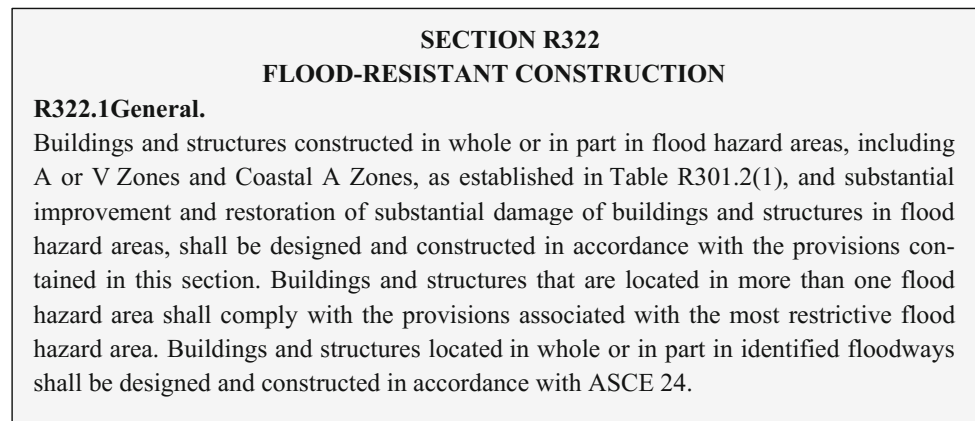 SECTION R322
FLOOD-RESISTANT CONSTRUCTION
R322.1General.
Buildings and structures constructed in whole or in part in flood hazard areas, including
A or V Zones and Coastal A Zones, as established in Table R301.2(1), and substantial
improvement and restoration of substantial damage of buildings and structures in flood
hazard areas, shall be designed and constructed in accordance with the provisions con-
tained in this section. Buildings and structures that are located in more than one flood
hazard area shall comply with the provisions associated with the most restrictive flood
hazard area. Buildings and structures located in whole or in part in identified floodways
shall be designed and constructed in accordance with ASCE 24.